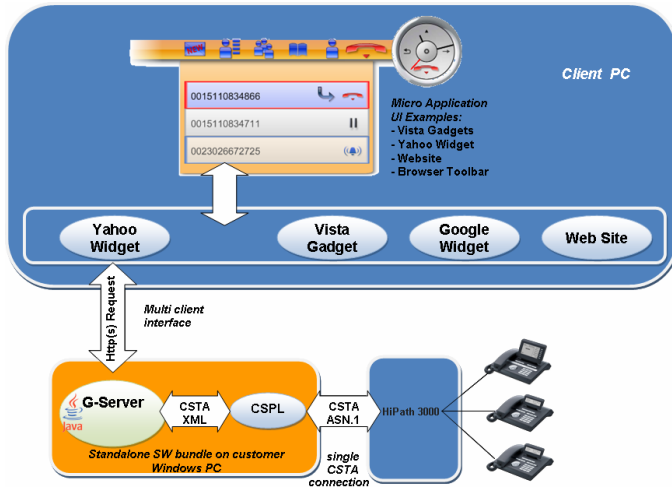 Client PC
0015110834866
0015110834711
0023026672725
Micro Application
UI Examples:
- Vista Gadgets
- Yahoo Widget
- Website
- Browser Toolbar
Yahoo
Widget
Vista
Gadget
Google
Widget
Web Site
Http(s) Request
Multi client
interface
G-Server
Java
CSTA
XML
CSPL
CSTA
ASN.1
HiPath 3000
Standalone SW bundle on customer
Windows PC
single
CSTA
connection